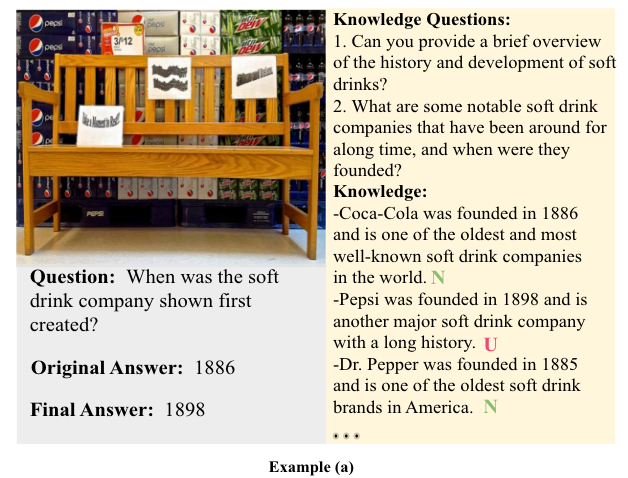 pepsi
3/$12
pepsi
Mtn Dew
Take a Moment to Rest!
PEPSI
Question: When was the soft
drink company shown first
created?
Original Answer: 1886
Final Answer: 1898
Knowledge Questions:
1. Can you provide a brief overview
of the history and development of soft
drinks?
2. What are some notable soft drink
companies that have been around for
along time, and when were they
founded?
Knowledge:
-Coca-Cola was founded in 1886
and is one of the oldest and most
well-known soft drink companies
in the world. N
-Pepsi was founded in 1898 and is
another major soft drink company
with a long history. U
-Dr. Pepper was founded in 1885
and is one of the oldest soft drink
brands in America. N
• • •
Example (a)